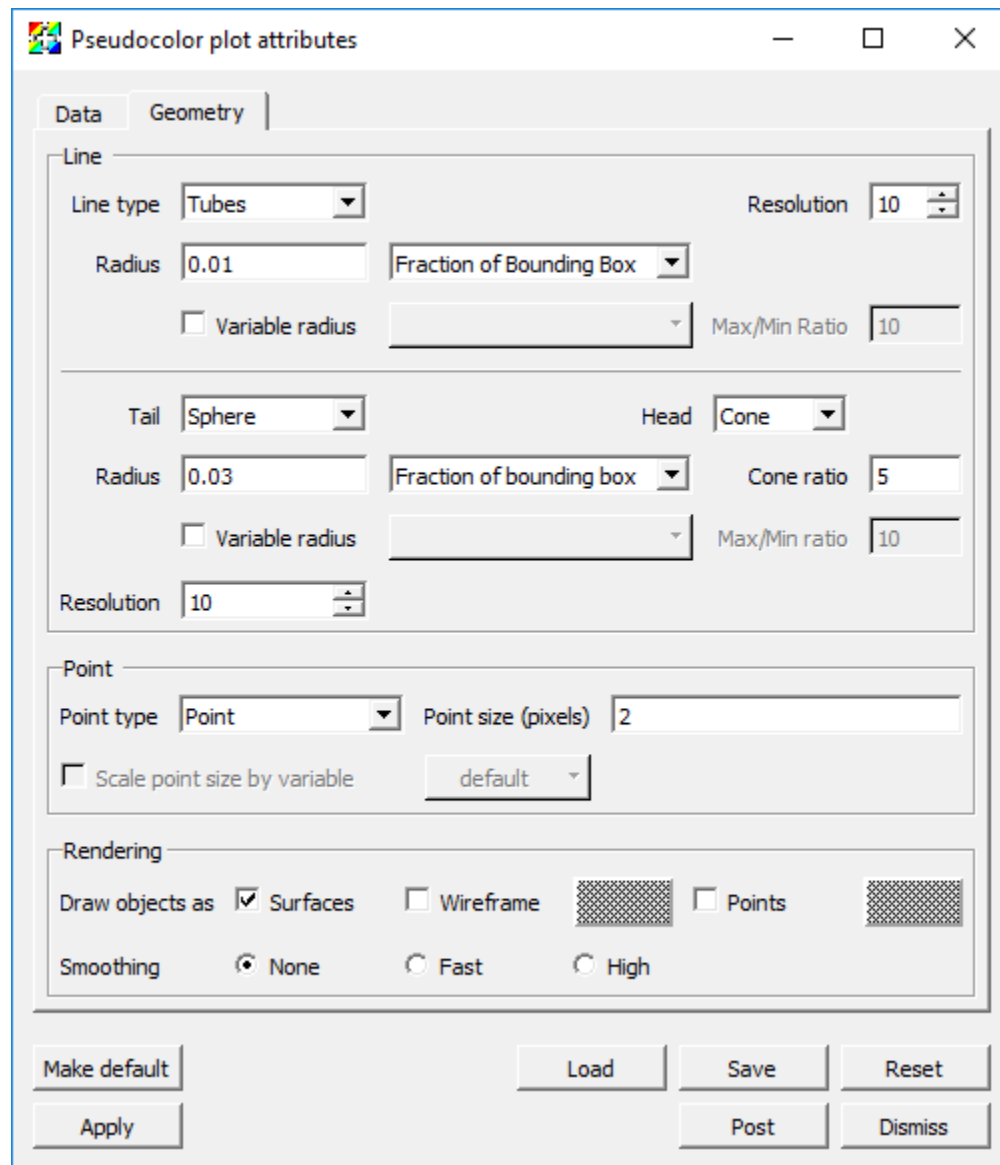 Pseudocolor plot attributes
Data Geometry
Line
Line type Tubes Resolution 10
Radius 0.01 Fraction of Bounding Box
Variable radius Max/Min Ratio 10
Tail Sphere Head Cone
Radius 0.03 Fraction of bounding box Cone ratio 5
Variable radius Max/Min ratio 10
Resolution 10
Point
Point type Point Point size (pixels) 2
Scale point size by variable default
Rendering
Draw objects as Surfaces Wireframe Points
Smoothing None Fast High
Make default Load Save Reset
Apply Post Dismiss